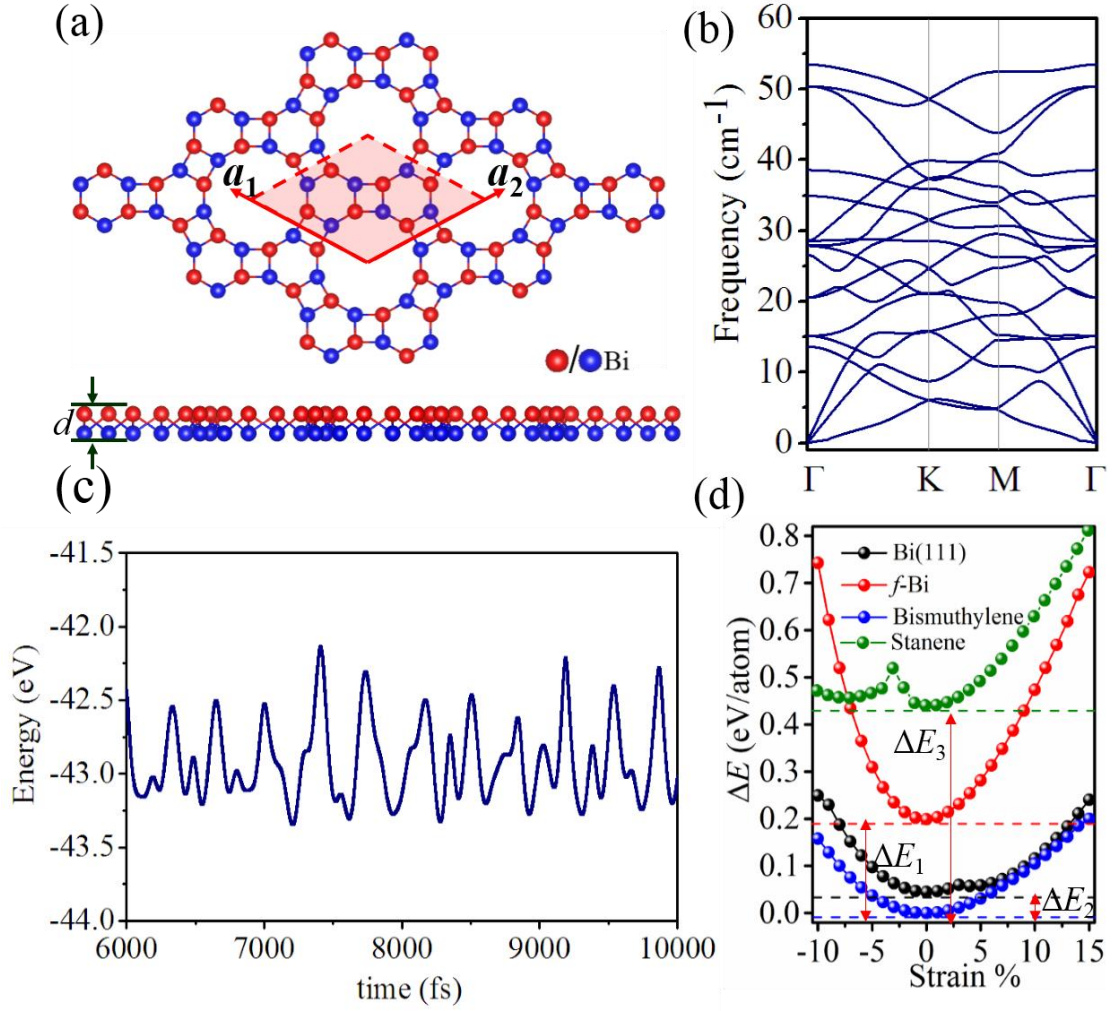 (a)
a₁
a₂
/ Bi
d
(b)
Frequency (cm⁻¹)
60
50
40
30
20
10
0
Γ K M Γ
(c)
Energy (eV)
-41.5
-42.0
-42.5
-43.0
-43.5
-44.0
6000 7000 8000 9000 10000
time (fs)
(d)
ΔE (eV/atom)
0.8
0.7
0.6
0.5
0.4
0.3
0.2
0.1
0.0
Bi(111)
f-Bi
Bismuthylene
Stanene
ΔE₃
ΔE₁
ΔE₂
-10 -5 0 5 10 15
Strain %